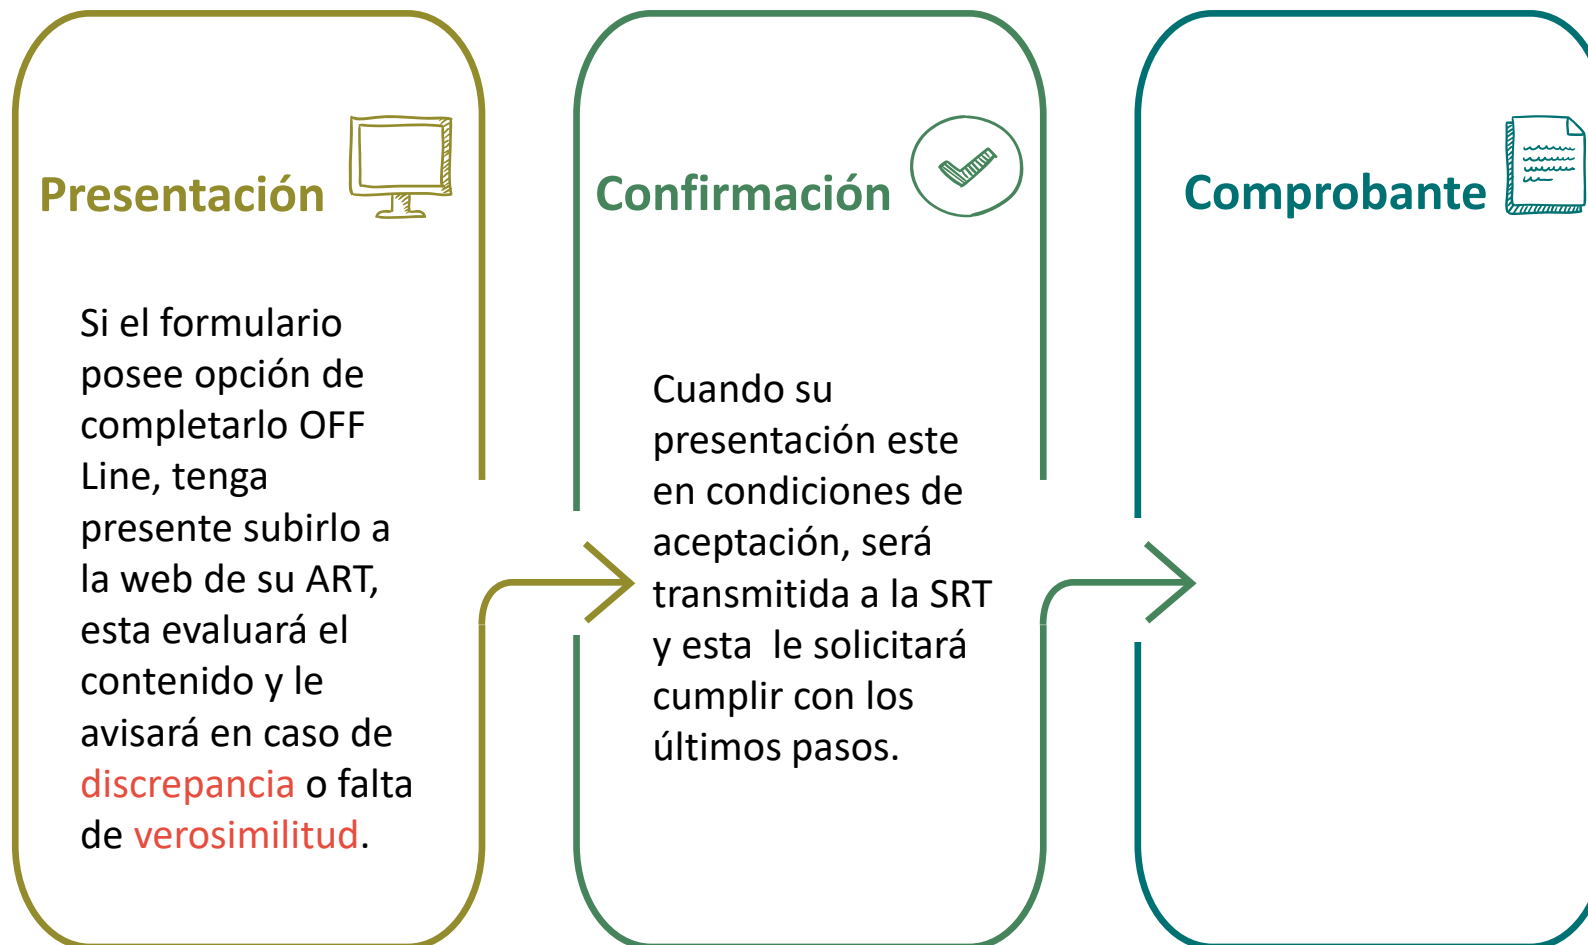 Presentación
Si el formulario
posee opción de
completarlo OFF
Line, tenga
presente subirlo a
la web de su ART,
esta evaluará el
contenido y le
avisará en caso de
discrepancia o falta
de verosimilitud.
Confirmación
Cuando su
presentación este
en condiciones de
aceptación, será
transmitida a la SRT
y esta  le solicitará
cumplir con los
últimos pasos.
Comprobante